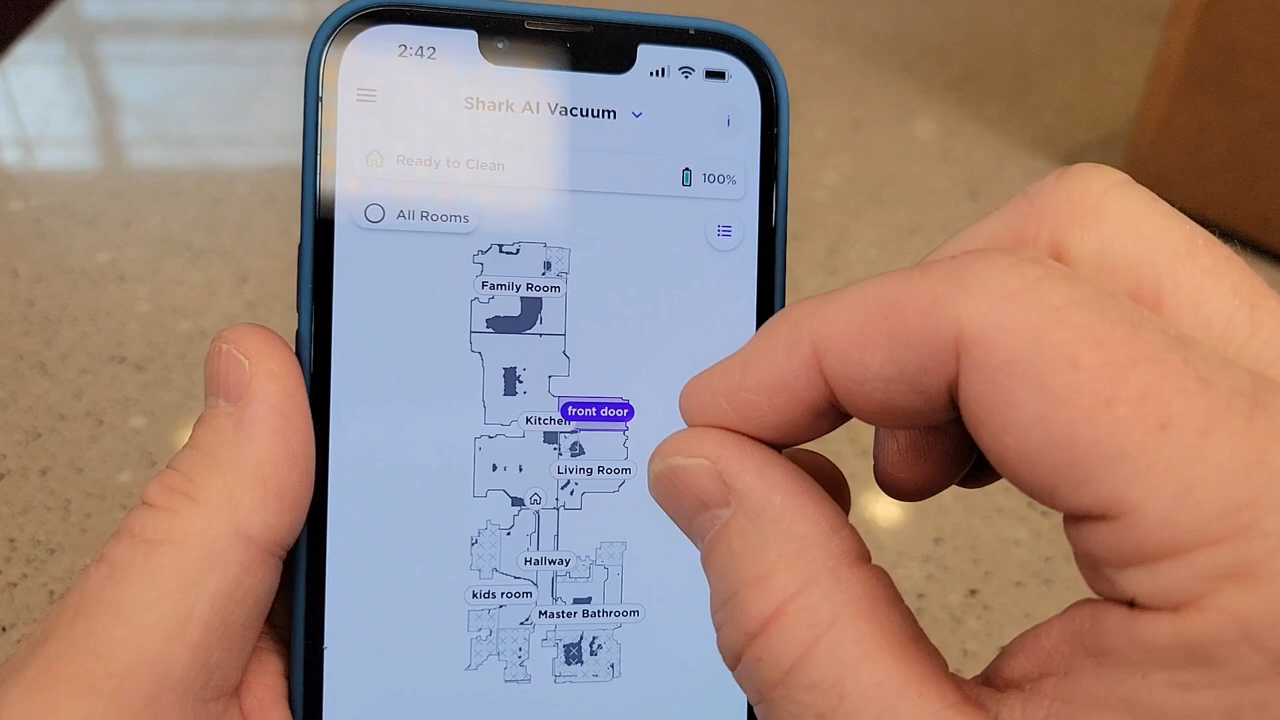 2:42
Shark AI Vacuum
i
Ready to Clean
100%
All Rooms
Family Room
front door
Kitchen
Living Room
Hallway
kids room
Master Bathroom